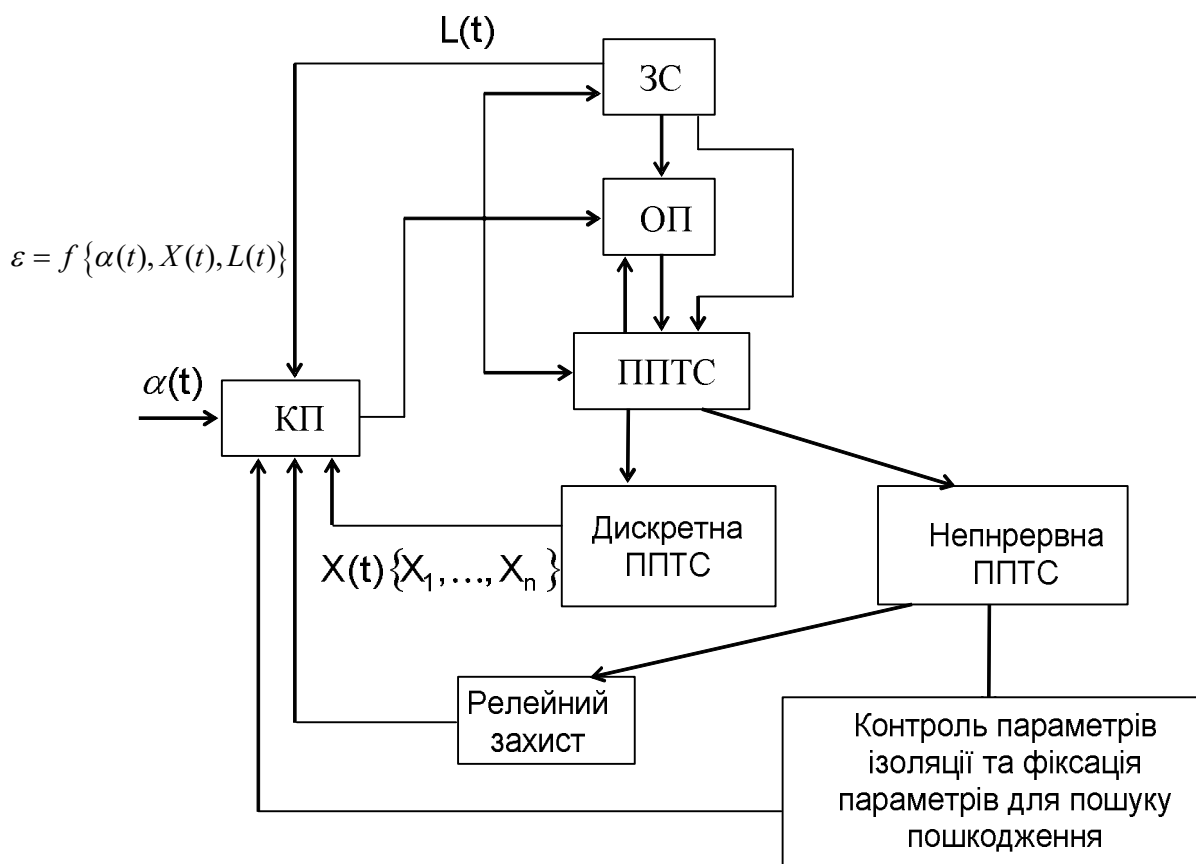 L(t)
ЗС
ОП
ε = f {α(t), X(t), L(t)}
ППТС
α(t)
КП
Дискретна
ППТС
Непнрервна
ППТС
X(t){X₁,…, Xₙ}
Релейний
захист
Контроль параметрів
ізоляції та фіксація
параметрів для пошуку
пошкодження